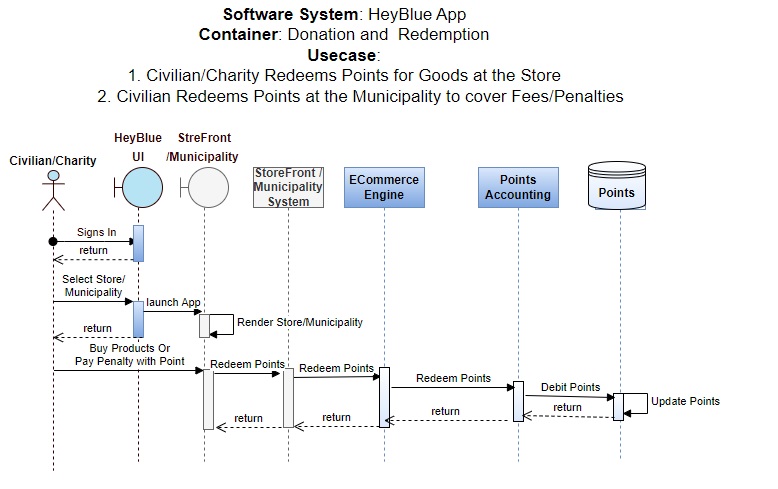 Software System: HeyBlue App
Container: Donation and Redemption
Usecase:
1. Civilian/Charity Redeems Points for Goods at the Store
2. Civilian Redeems Points at the Municipality to cover Fees/Penalties
HeyBlue
UI
StreFront
/Municipality
Civilian/Charity
StoreFront /
Municipality
System
ECommerce
Engine
Points
Accounting
Points
Signs In
return
Select Store/
Municipality
launch App
Render Store/Municipality
return
Buy Products Or
Pay Penalty with Point
Redeem Points
Redeem Points
Redeem Points
Debit Points
Update Points
return
return
return
return